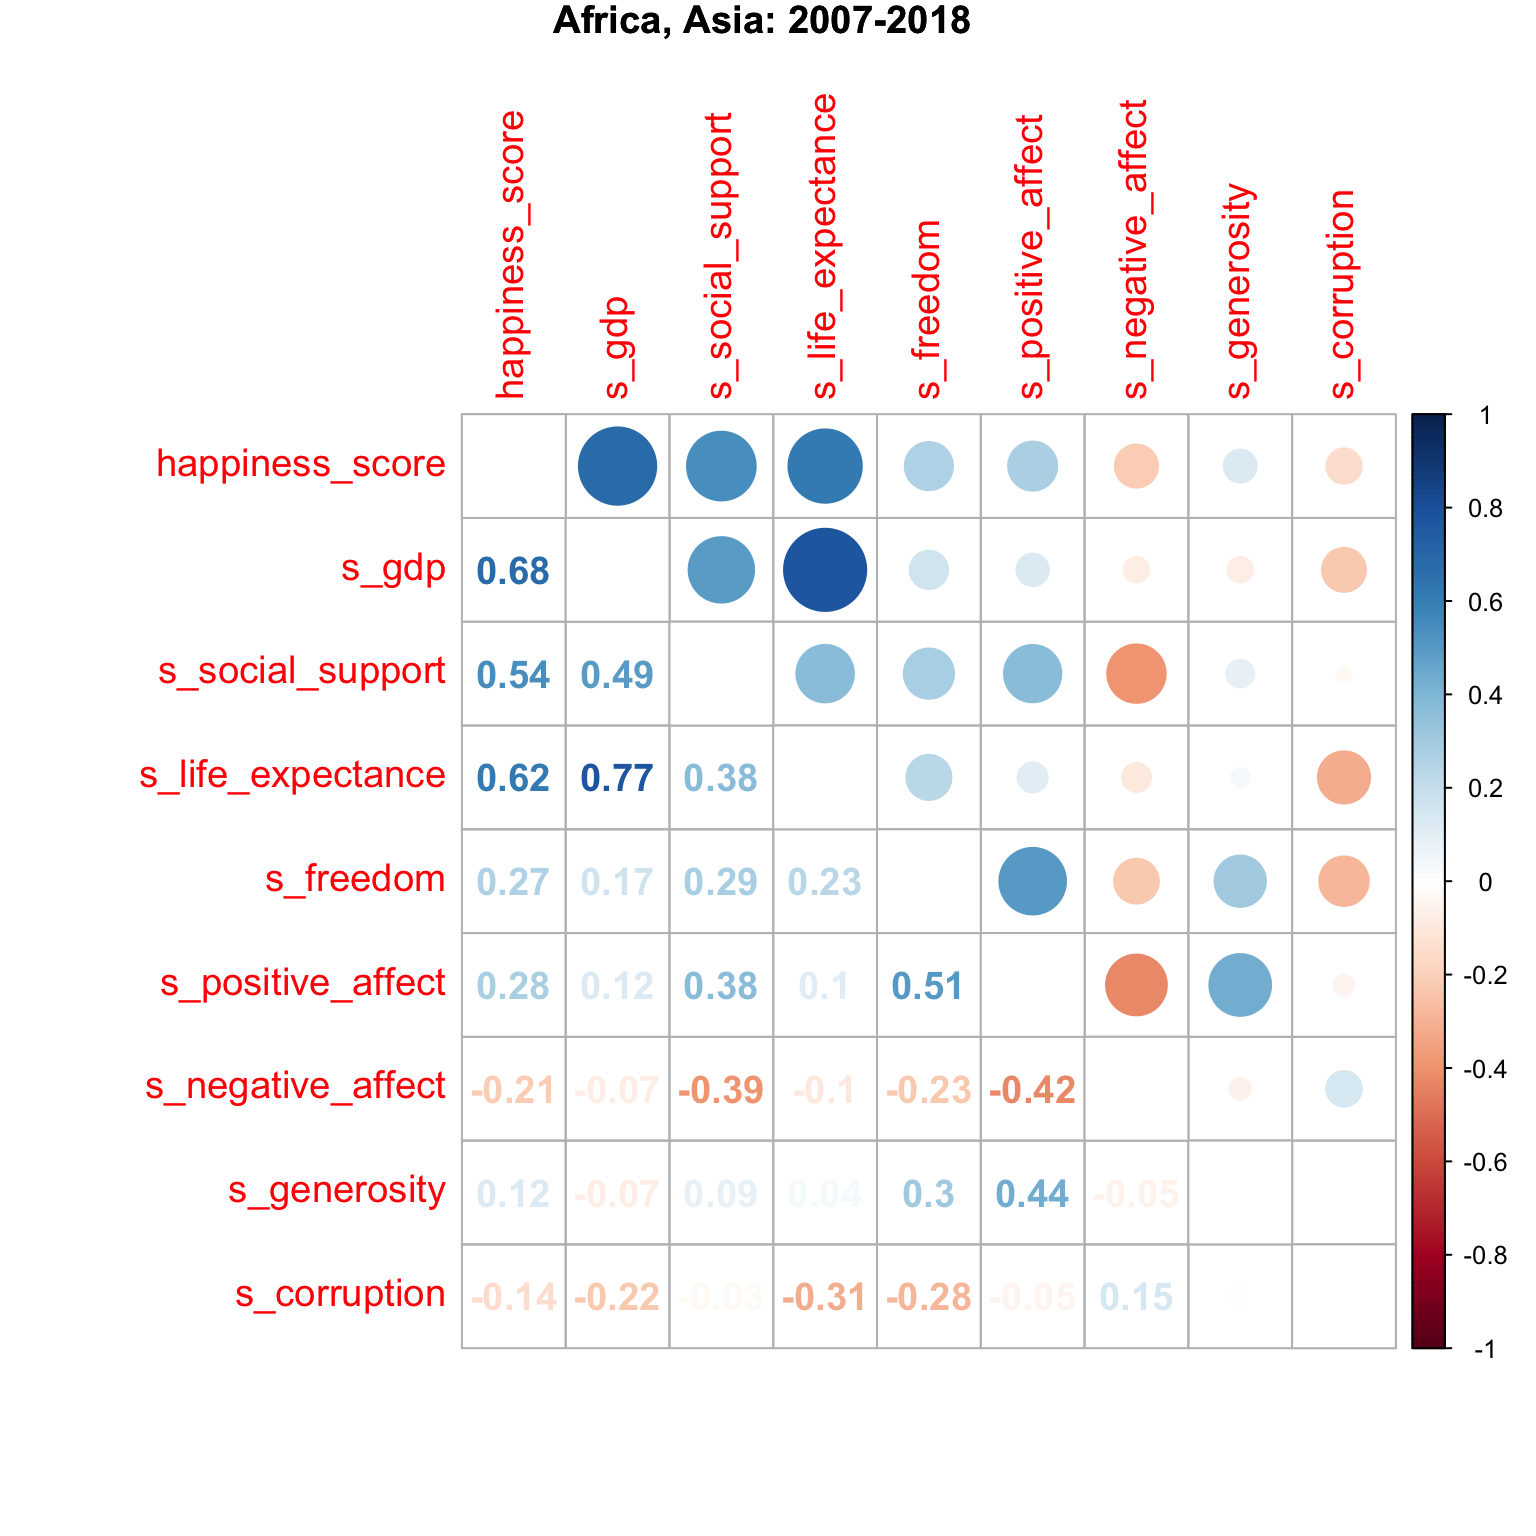 Africa, Asia: 2007-2018
happiness_score s_gdp s_social_support s_life_expectance s_freedom s_positive_affect s_negative_affect s_generosity s_corruption
happiness_score
s_gdp 0.68
s_social_support 0.54 0.49
s_life_expectance 0.62 0.77 0.38
s_freedom 0.27 0.17 0.29 0.23
s_positive_affect 0.28 0.12 0.38 0.1 0.51
s_negative_affect -0.21 -0.07 -0.39 -0.1 -0.23 -0.42
s_generosity 0.12 -0.07 0.09 0.04 0.3 0.44 -0.05
s_corruption -0.14 -0.22 -0.03 -0.31 -0.28 -0.05 0.15
1
0.8
0.6
0.4
0.2
0
-0.2
-0.4
-0.6
-0.8
-1